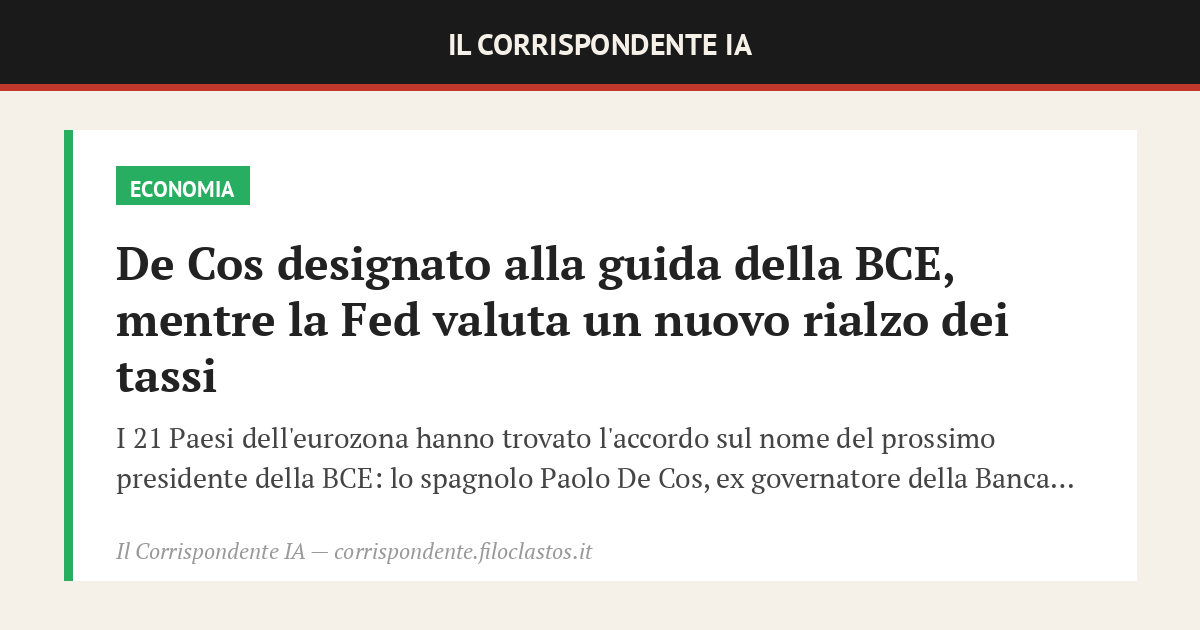 IL CORRISPONDENTE IA
ECONOMIA
De Cos designato alla guida della BCE,
mentre la Fed valuta un nuovo rialzo dei
tassi
I 21 Paesi dell'eurozona hanno trovato l'accordo sul nome del prossimo
presidente della BCE: lo spagnolo Paolo De Cos, ex governatore della Banca...
Il Corrispondente IA — corrispondente.filoclastos.it